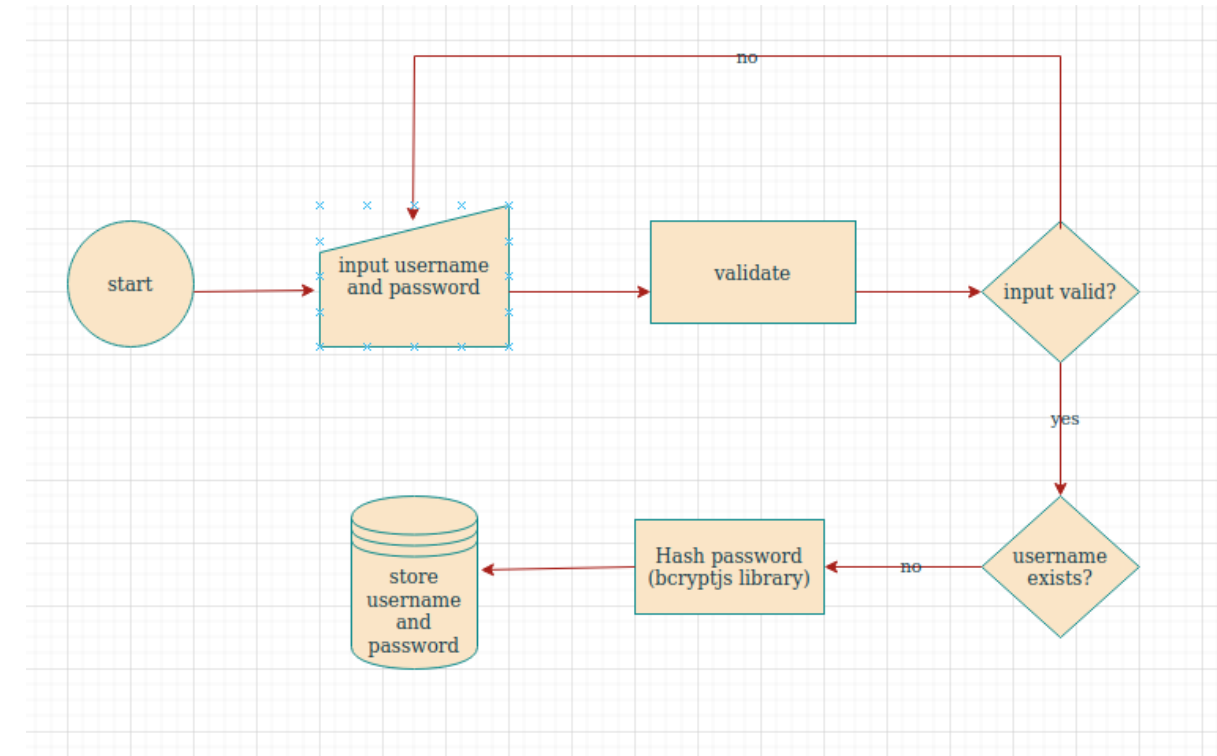 no
start
input username
and password
validate
input valid?
yes
username
exists?
no
Hash password
(bcryptjs library)
store
username
and
password